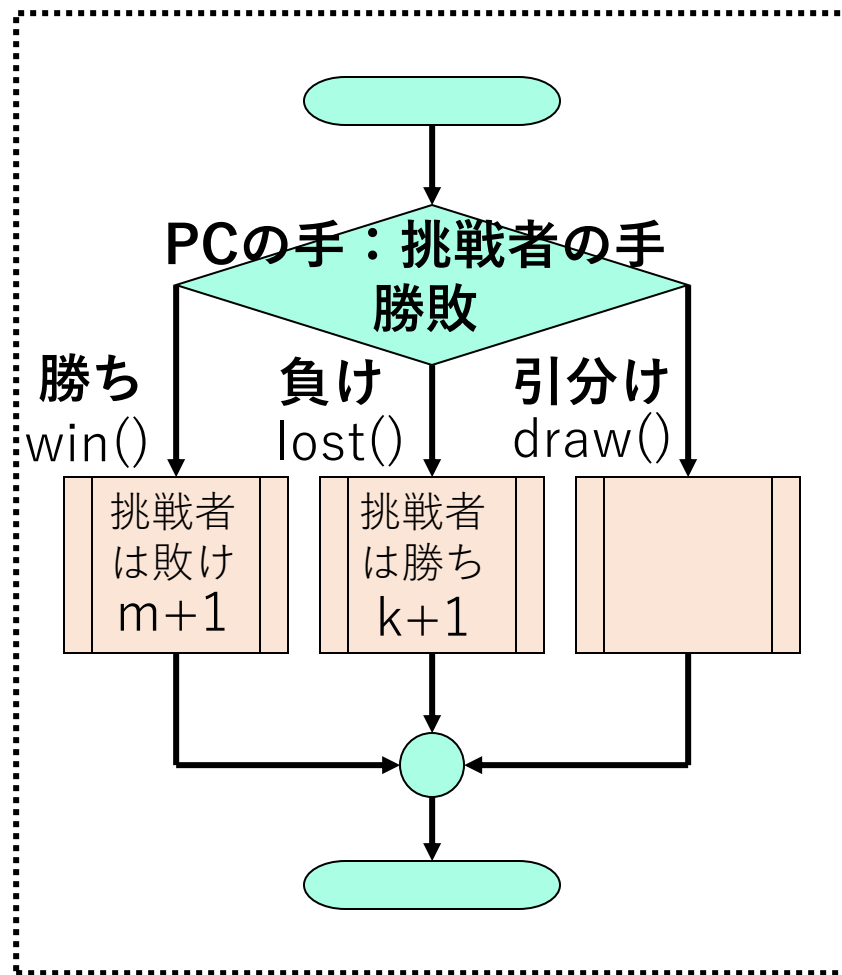 PCの手：挑戦者の手
勝敗
勝ち
win()
負け
lost()
引分け
draw()
挑戦者
は敗け
m+1
挑戦者
は勝ち
k+1